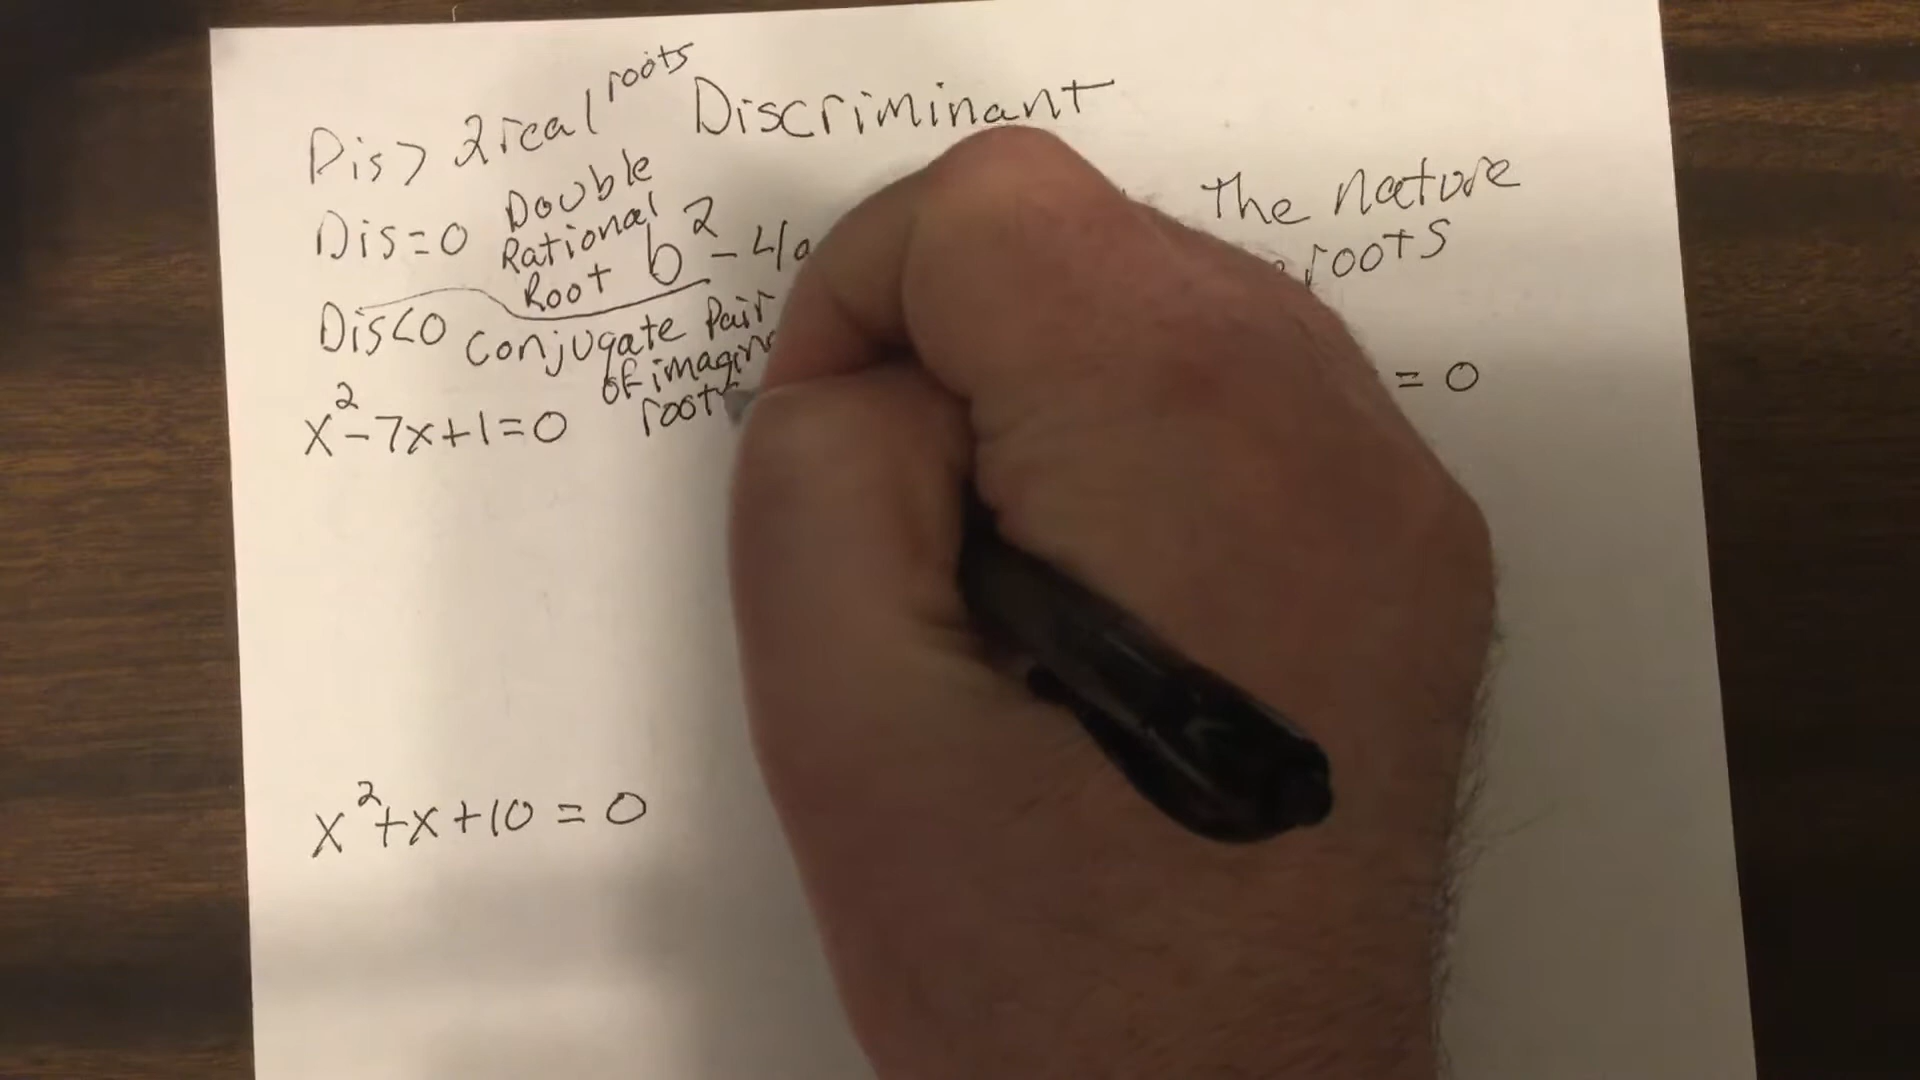 Discriminant
Dis> 2 real roots
Dis=0 Double
Rational
Root
b² - 4a
The nature
roots
Dis<0 Conjugate Pair
of imagin
root
x² - 7x + 1 = 0
= 0
x² + x + 10 = 0